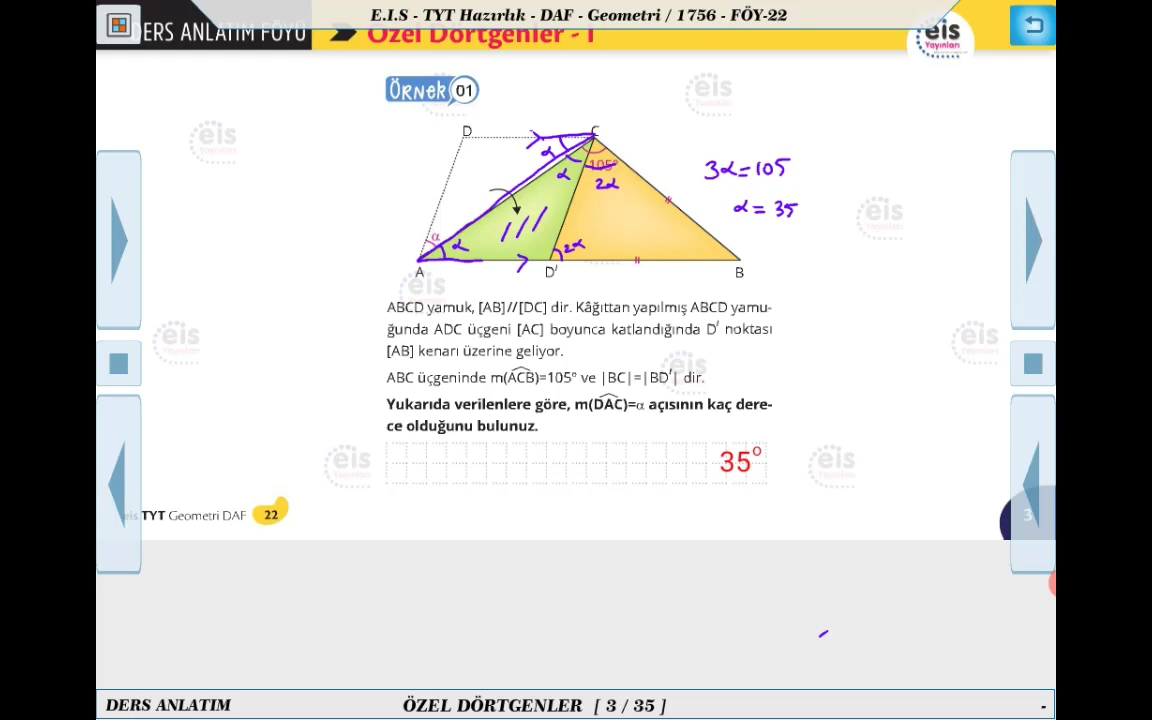 E.I.S - TYT Hazırlık - DAF - Geometri / 1756 - FÖY-22
DERS ANLATIM FÖYÜ
Özel Dörtgenler - I
eis
Yayınları
ÖRNEK 01
D
C
105°
α
α
2α
α
α
2α
A
D'
B
3α=105
α = 35
ABCD yamuk, [AB]//[DC] dir. Kâğıttan yapılmış ABCD yamu-
ğunda ADC üçgeni [AC] boyunca katlandığında D' noktası
[AB] kenarı üzerine geliyor.
ABC üçgeninde m(ACB)=105° ve |BC|=|BD'| dir.
Yukarıda verilenlere göre, m(DAC)=α açısının kaç dere-
ce olduğunu bulunuz.
35°
eis TYT Geometri DAF 22
3
DERS ANLATIM
ÖZEL DÖRTGENLER [ 3 / 35 ]
-